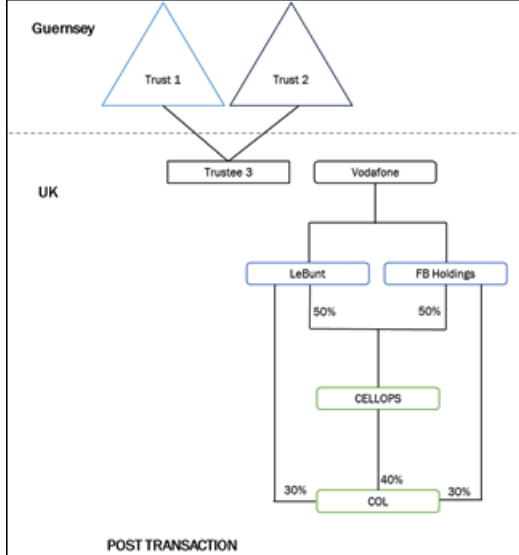 Guernsey
Trust 1
Trust 2
Trustee 3
Vodafone
UK
LeBunt
FB Holdings
50%
50%
CELLOPS
40%
30%
30%
COL
POST TRANSACTION